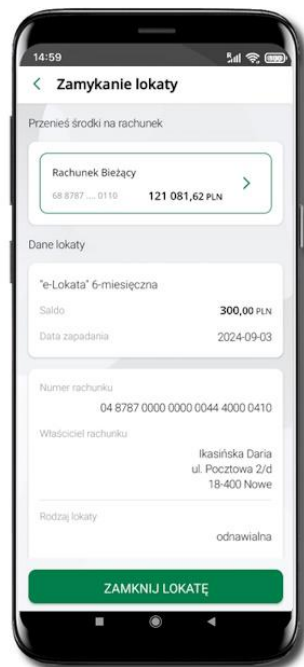 14:59
Zamykanie lokaty
Przenieś środki na rachunek
Rachunek Bieżący
68 8787 .... 0110 121 081,62 PLN
Dane lokaty
"e-Lokata" 6-miesięczna
Saldo 300,00 PLN
Data zapadania 2024-09-03
Numer rachunku
04 8787 0000 0000 0044 4000 0410
Właściciel rachunku
Ikasińska Daria
ul. Pocztowa 2/d
18-400 Nowe
Rodzaj lokaty
odnawialna
ZAMKNIJ LOKATĘ